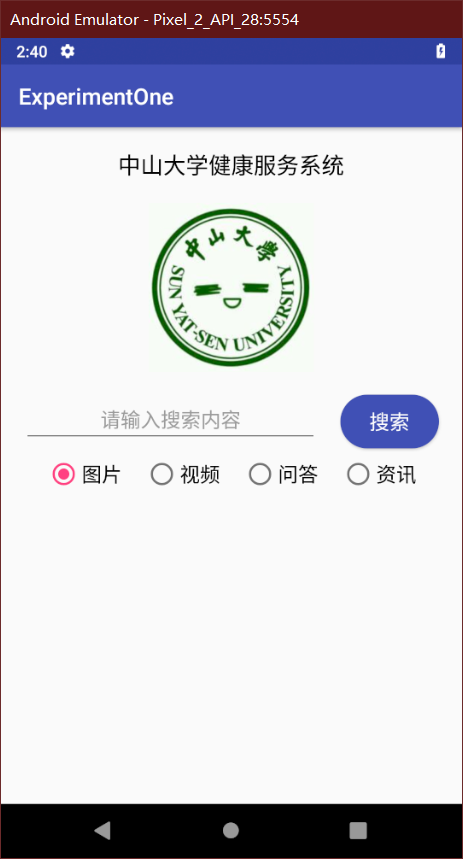 Android Emulator - Pixel_2_API_28:5554
2:40
ExperimentOne
中山大学健康服务系统
中山大學
SUN YAT-SEN UNIVERSITY
请输入搜索内容
搜索
图片 视频 问答 资讯